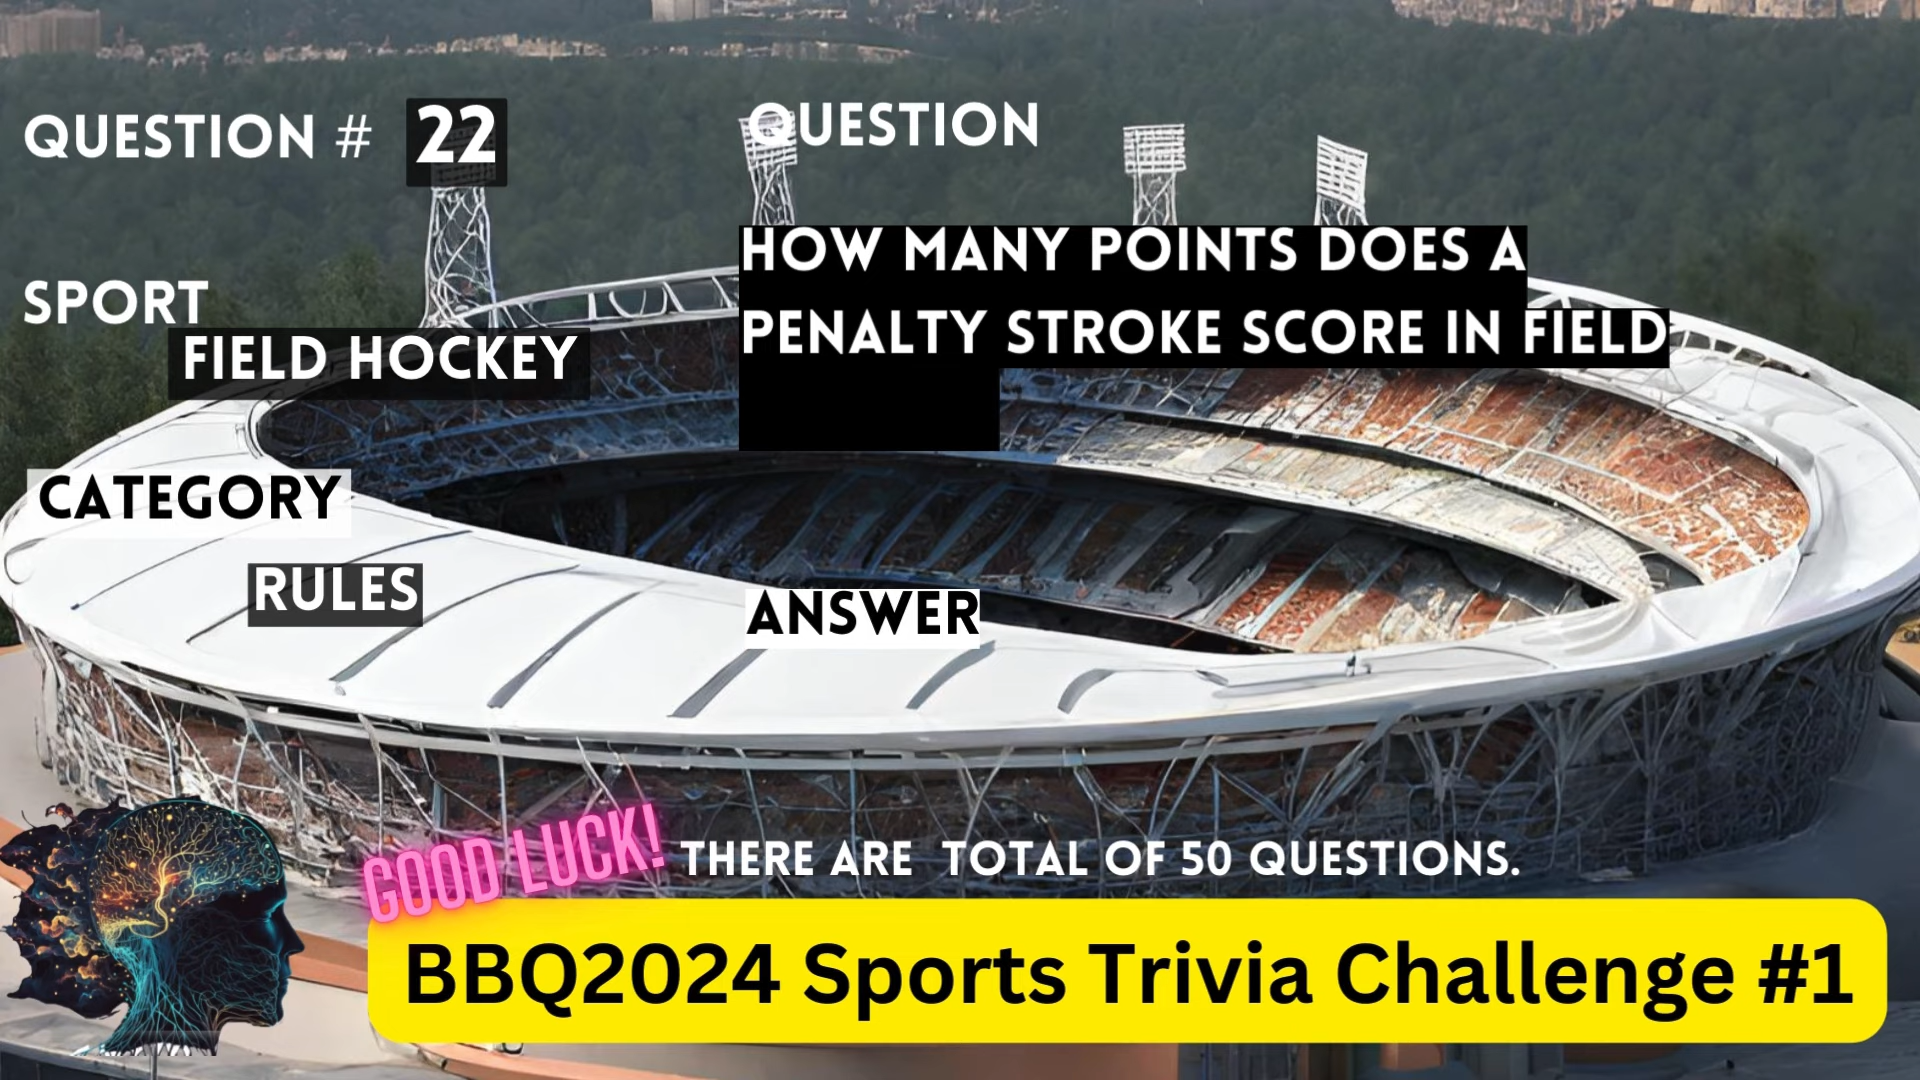 QUESTION # 22
SPORT
FIELD HOCKEY
CATEGORY
RULES
QUESTION
HOW MANY POINTS DOES A
PENALTY STROKE SCORE IN FIELD
ANSWER
GOOD LUCK!
THERE ARE TOTAL OF 50 QUESTIONS.
BBQ2024 Sports Trivia Challenge #1